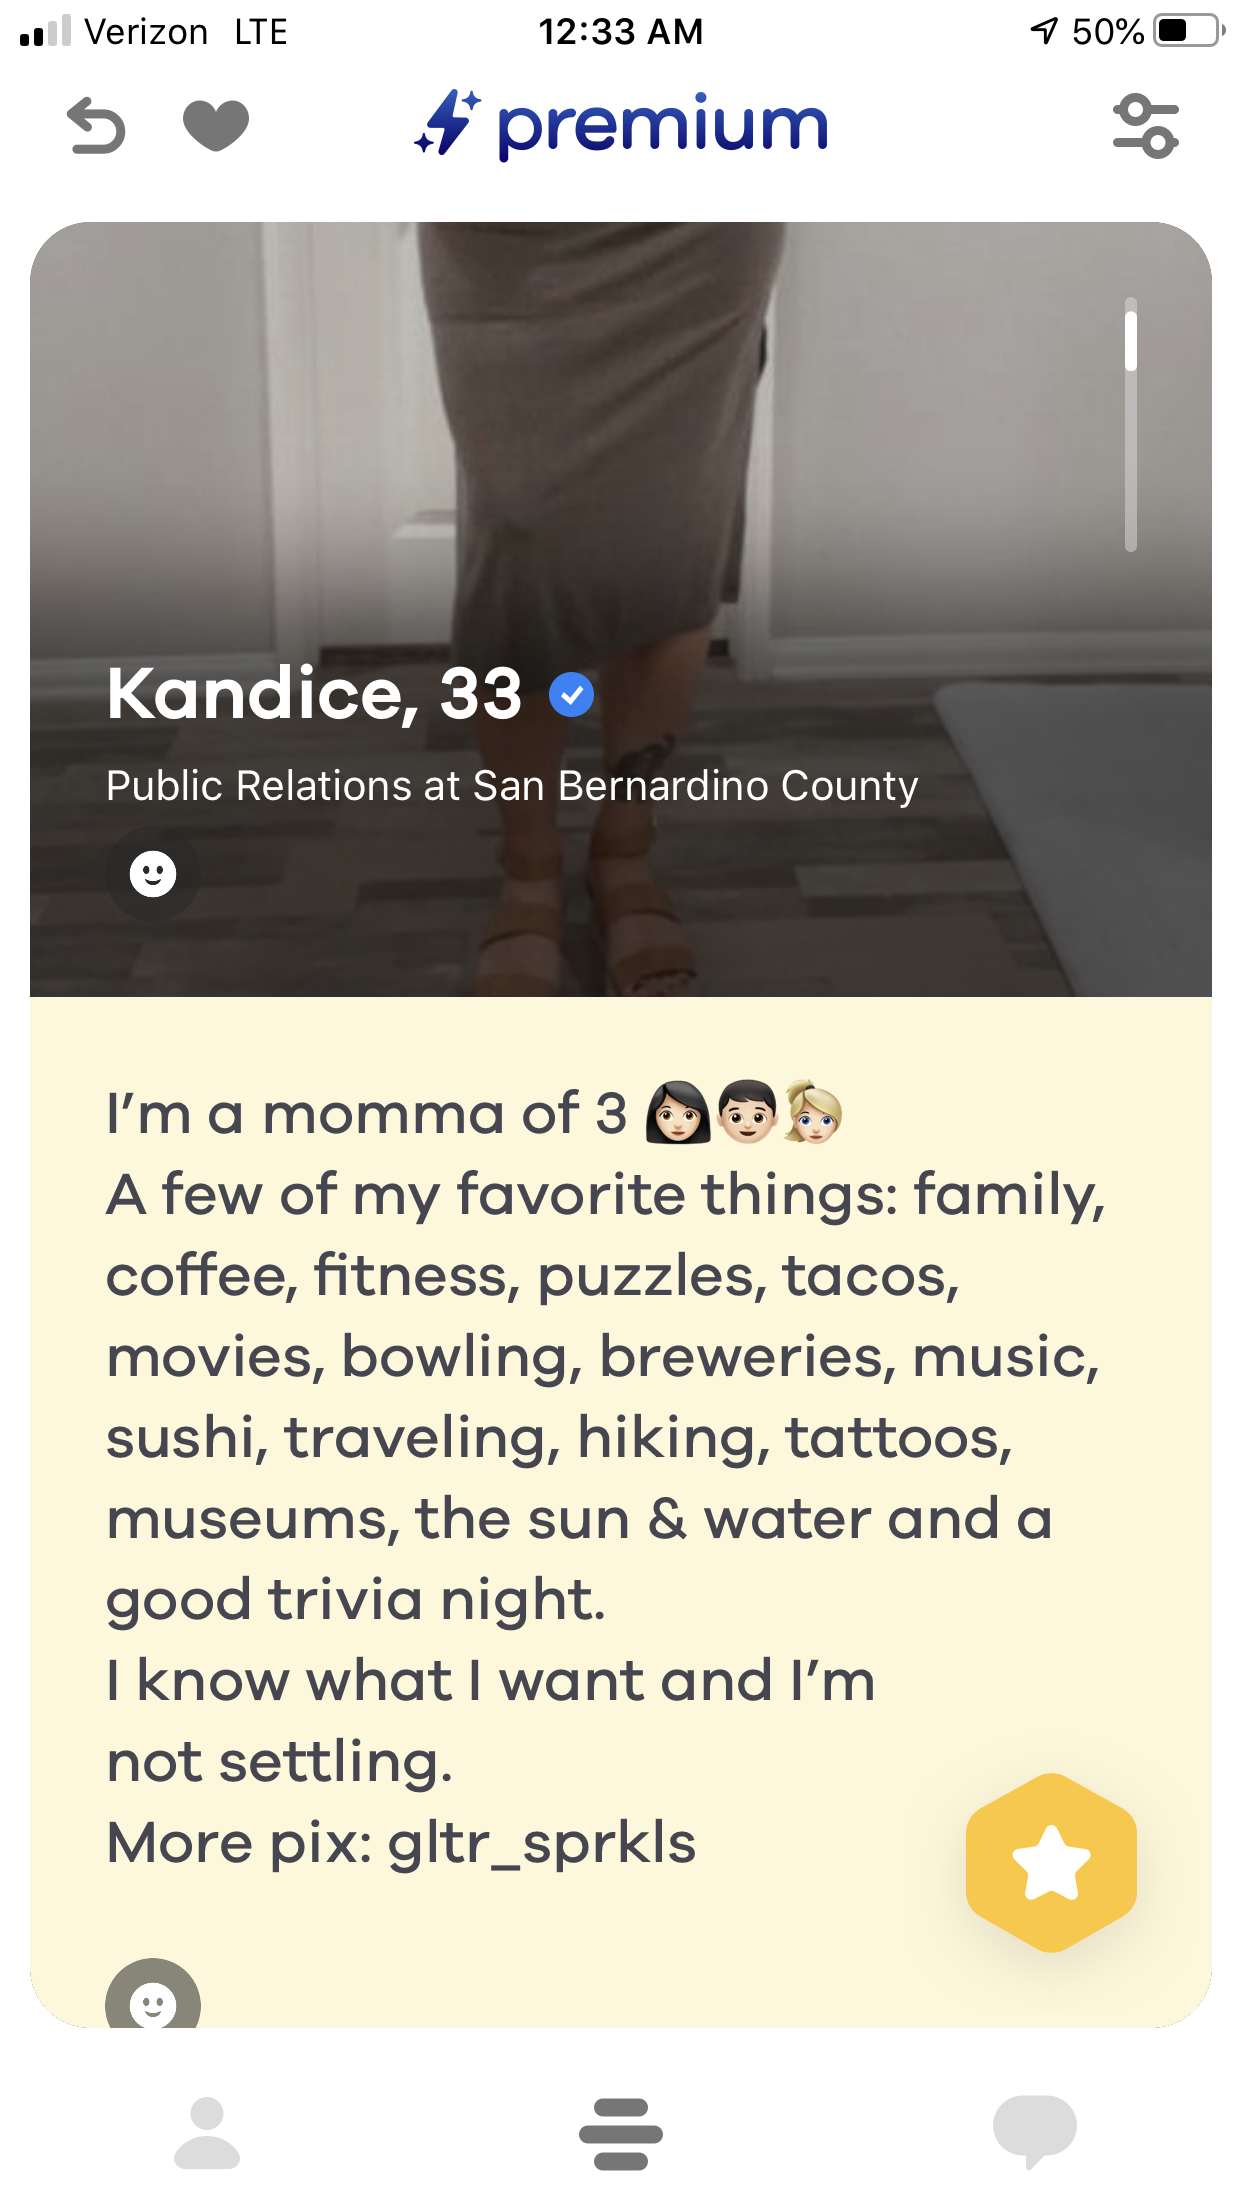 Verizon LTE 12:33 AM 50%
premium
Kandice, 33
Public Relations at San Bernardino County
I’m a momma of 3 👩🏻👦🏻👱🏻‍♀️
A few of my favorite things: family,
coffee, fitness, puzzles, tacos,
movies, bowling, breweries, music,
sushi, traveling, hiking, tattoos,
museums, the sun & water and a
good trivia night.
I know what I want and I’m
not settling.
More pix: gltr_sprkls